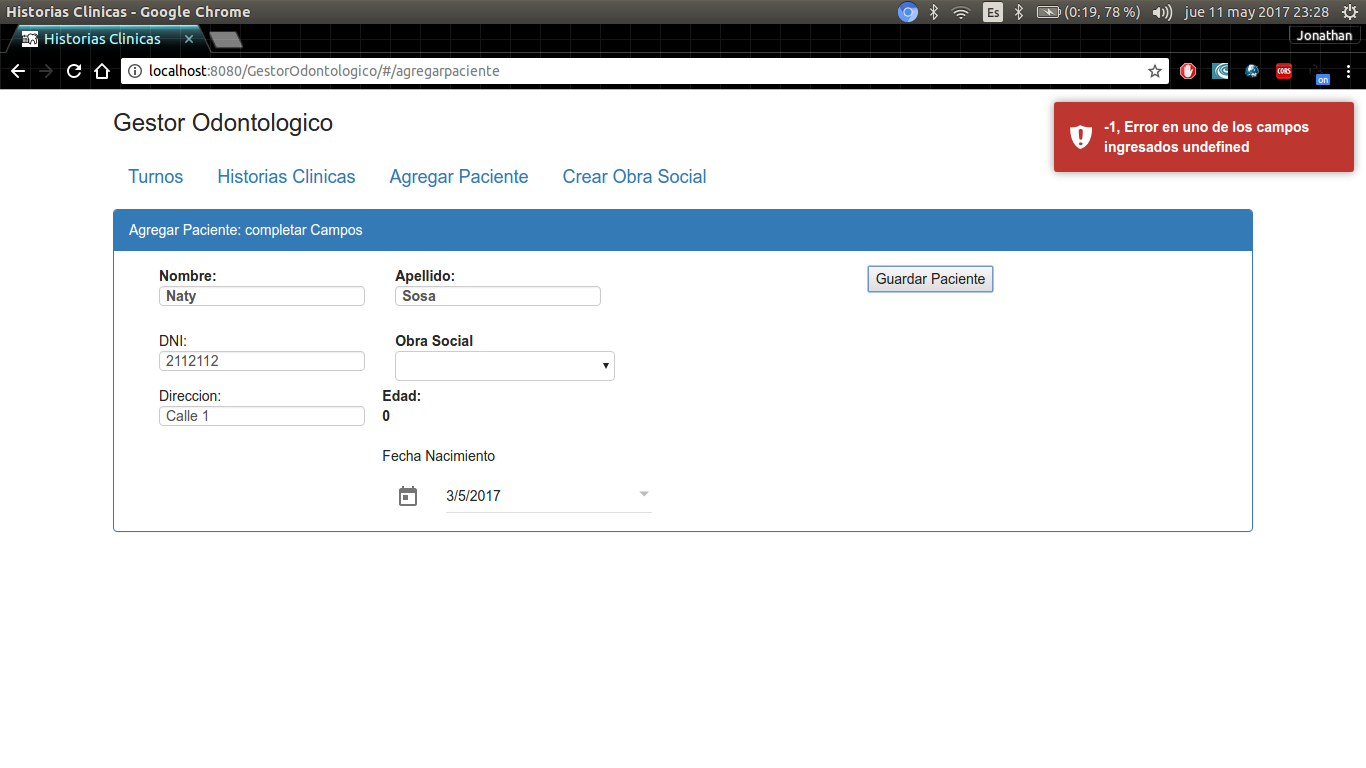 Historias Clinicas - Google Chrome
Es
(0:19, 78 %)
jue 11 may 2017 23:28
Historias Clinicas
Jonathan
localhost:8080/GestorOdontologico/#/agregarpaciente
CORS
on
Gestor Odontologico
-1, Error en uno de los campos
ingresados undefined
Turnos Historias Clinicas Agregar Paciente Crear Obra Social
Agregar Paciente: completar Campos
Nombre: Apellido:
Guardar Paciente
Naty Sosa
DNI: Obra Social
2112112
Direccion: Edad:
Calle 1 0
Fecha Nacimiento
3/5/2017